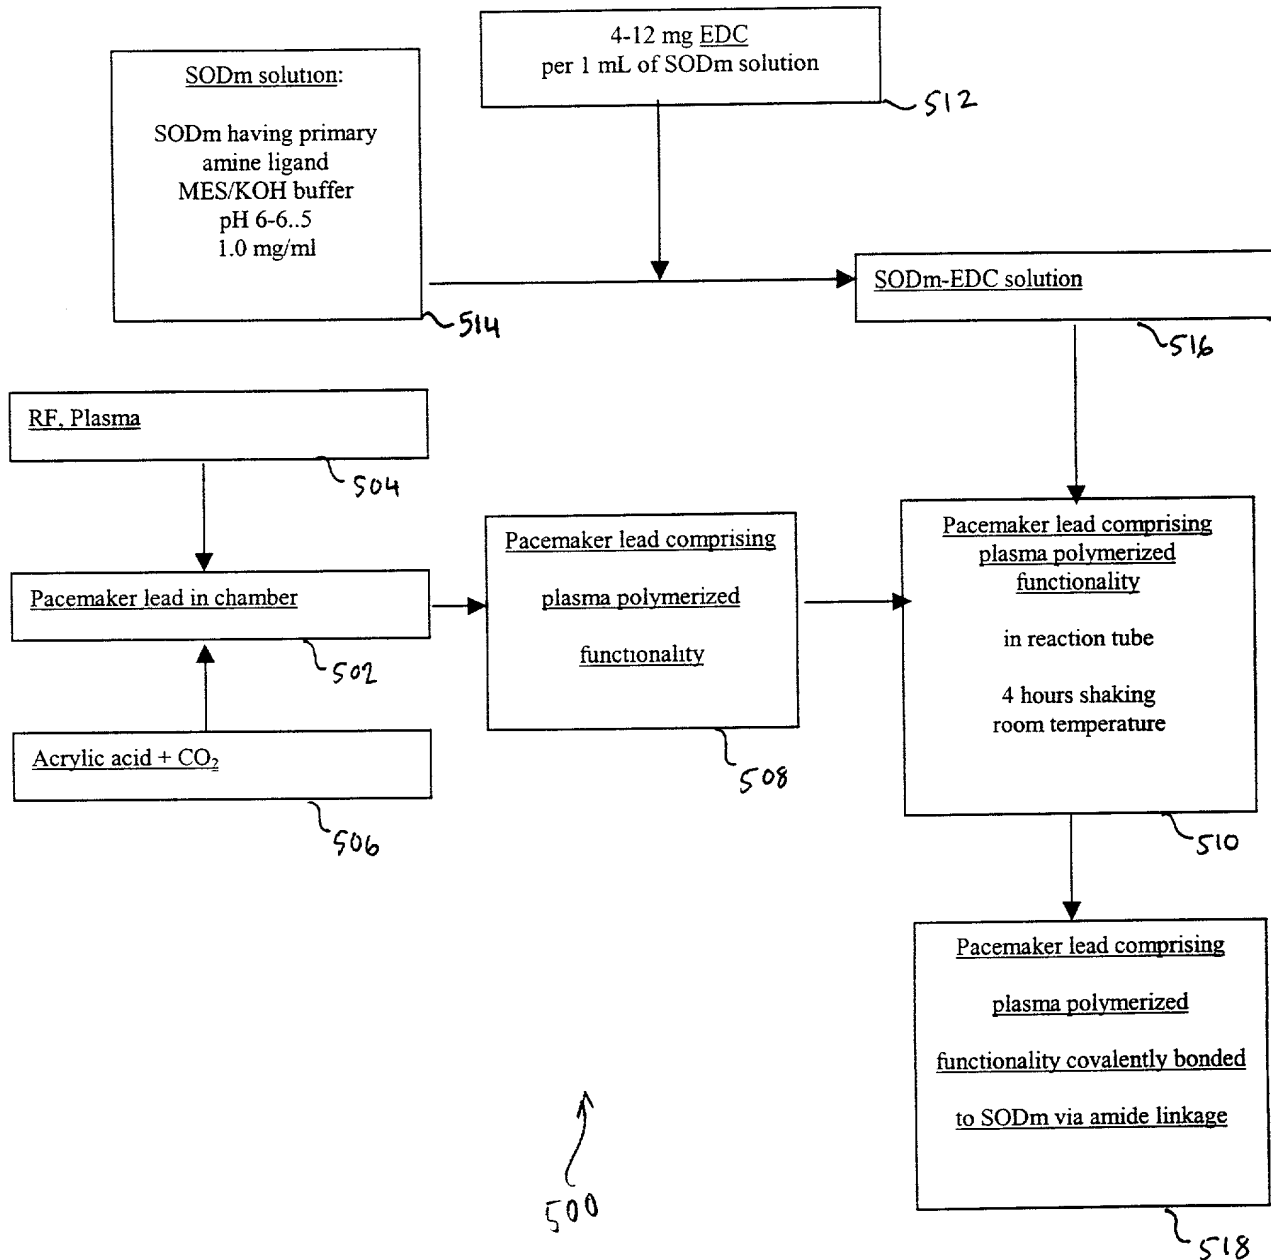 4-12 mg EDC
per 1 mL of SODm solution
512
SODm solution:
SODm having primary
amine ligand
MES/KOH buffer
pH 6-6..5
1.0 mg/ml
514
SODm-EDC solution
516
RF, Plasma
504
Pacemaker lead in chamber
502
Acrylic acid + CO₂
506
Pacemaker lead comprising
plasma polymerized
functionality
508
Pacemaker lead comprising
plasma polymerized
functionality
in reaction tube
4 hours shaking
room temperature
510
Pacemaker lead comprising
plasma polymerized
functionality covalently bonded
to SODm via amide linkage
518
500